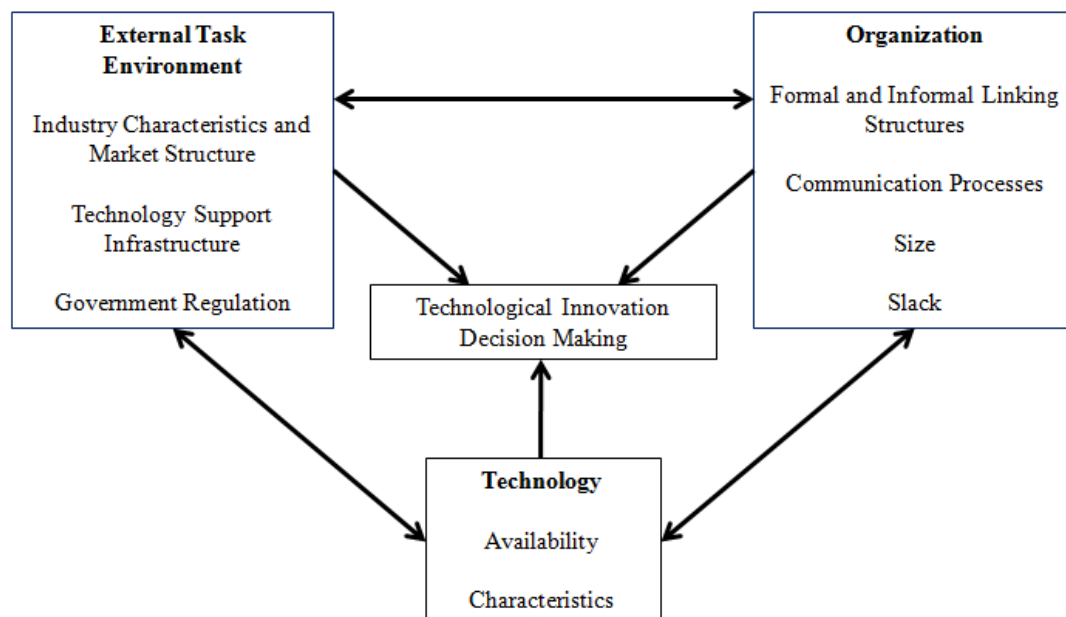 External Task
Environment
Industry Characteristics and
Market Structure
Technology Support
Infrastructure
Government Regulation
Organization
Formal and Informal Linking
Structures
Communication Processes
Size
Slack
Technological Innovation
Decision Making
Technology
Availability
Characteristics